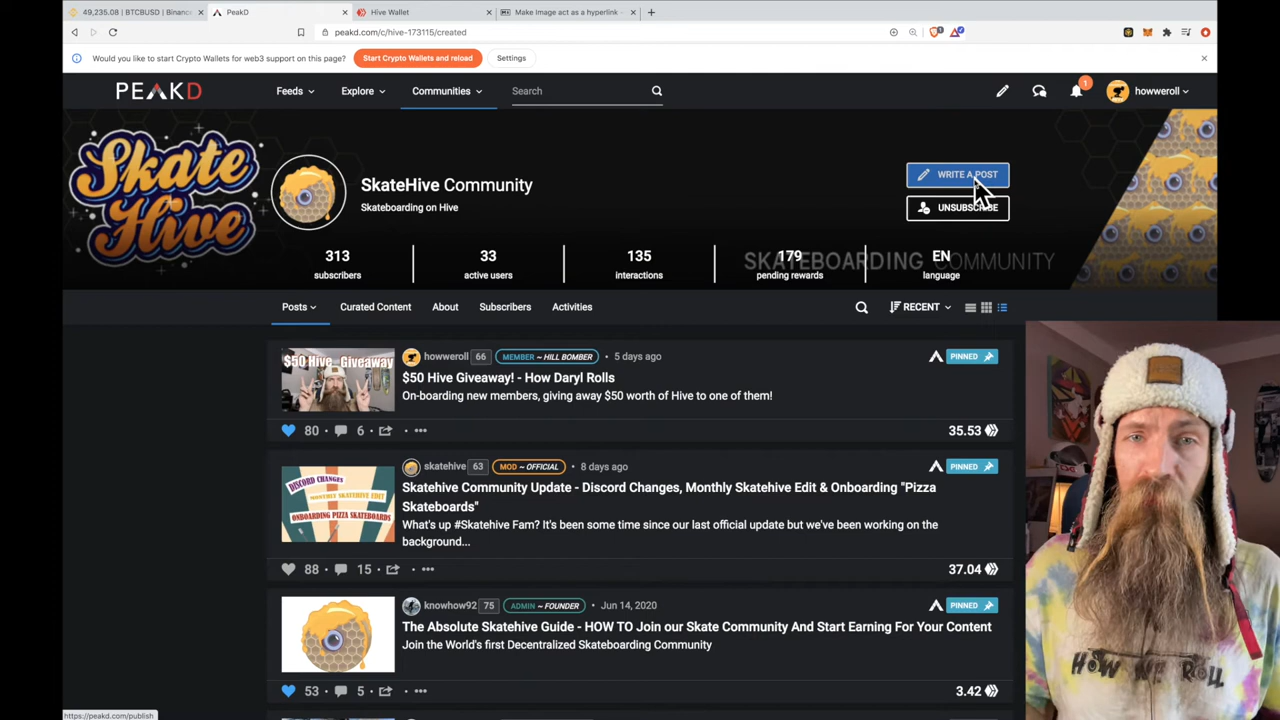 49,235.08 | BTCBUSD | Binanc
PeakD
Hive Wallet
Make Image act as a hyperlink
peakd.com/c/hive-173115/created
Would you like to start Crypto Wallets for web3 support on this page?
Start Crypto Wallets and reload
Settings
PEAKD
Feeds
Explore
Communities
Search
1
howweroll
Skate Hive
SkateHive Community
Skateboarding on Hive
WRITE A POST
UNSUBSCRIBE
313
subscribers
33
active users
135
interactions
179
pending rewards
EN
language
SKATEBOARDING COMMUNITY
Posts
Curated Content
About
Subscribers
Activities
RECENT
$50 Hive Giveaway
howweroll 66 MEMBER ~ HILL BOMBER • 5 days ago
PINNED
$50 Hive Giveaway! - How Daryl Rolls
On-boarding new members, giving away $50 worth of Hive to one of them!
80 • 6 • • •••
35.53
DISCORD CHANGES
MONTHLY SKATEHIVE EDIT
ONBOARDING PIZZA SKATEBOARDS
skatehive 63 MOD ~ OFFICIAL • 8 days ago
PINNED
Skatehive Community Update - Discord Changes, Monthly Skatehive Edit & Onboarding "Pizza
Skateboards"
What's up #Skatehive Fam? It's been some time since our last official update but we've been working on the
background...
88 • 15 • • •••
37.04
knowhow92 75 ADMIN ~ FOUNDER • Jun 14, 2020
PINNED
The Absolute Skatehive Guide - HOW TO Join our Skate Community And Start Earning For Your Content
Join the World's first Decentralized Skateboarding Community
53 • 5 • • •••
3.42
HOW WE ROLL
https://peakd.com/publish